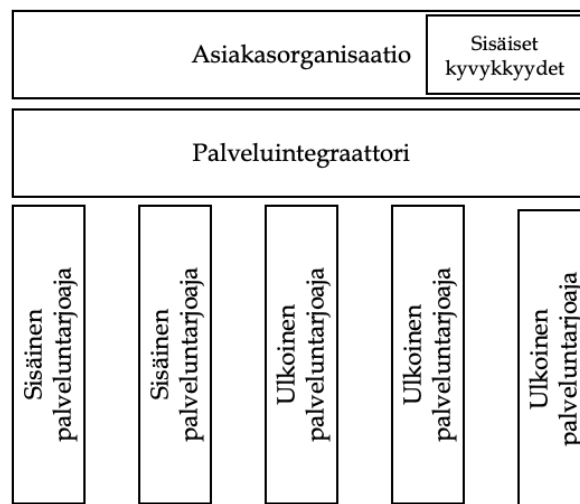 Asiakasorganisaatio
Sisäiset
kyvykkyydet
Palveluintegraattori
Sisäinen
palveluntarjoaja
Sisäinen
palveluntarjoaja
Ulkoinen
palveluntarjoaja
Ulkoinen
palveluntarjoaja
Ulkoinen
palveluntarjoaja